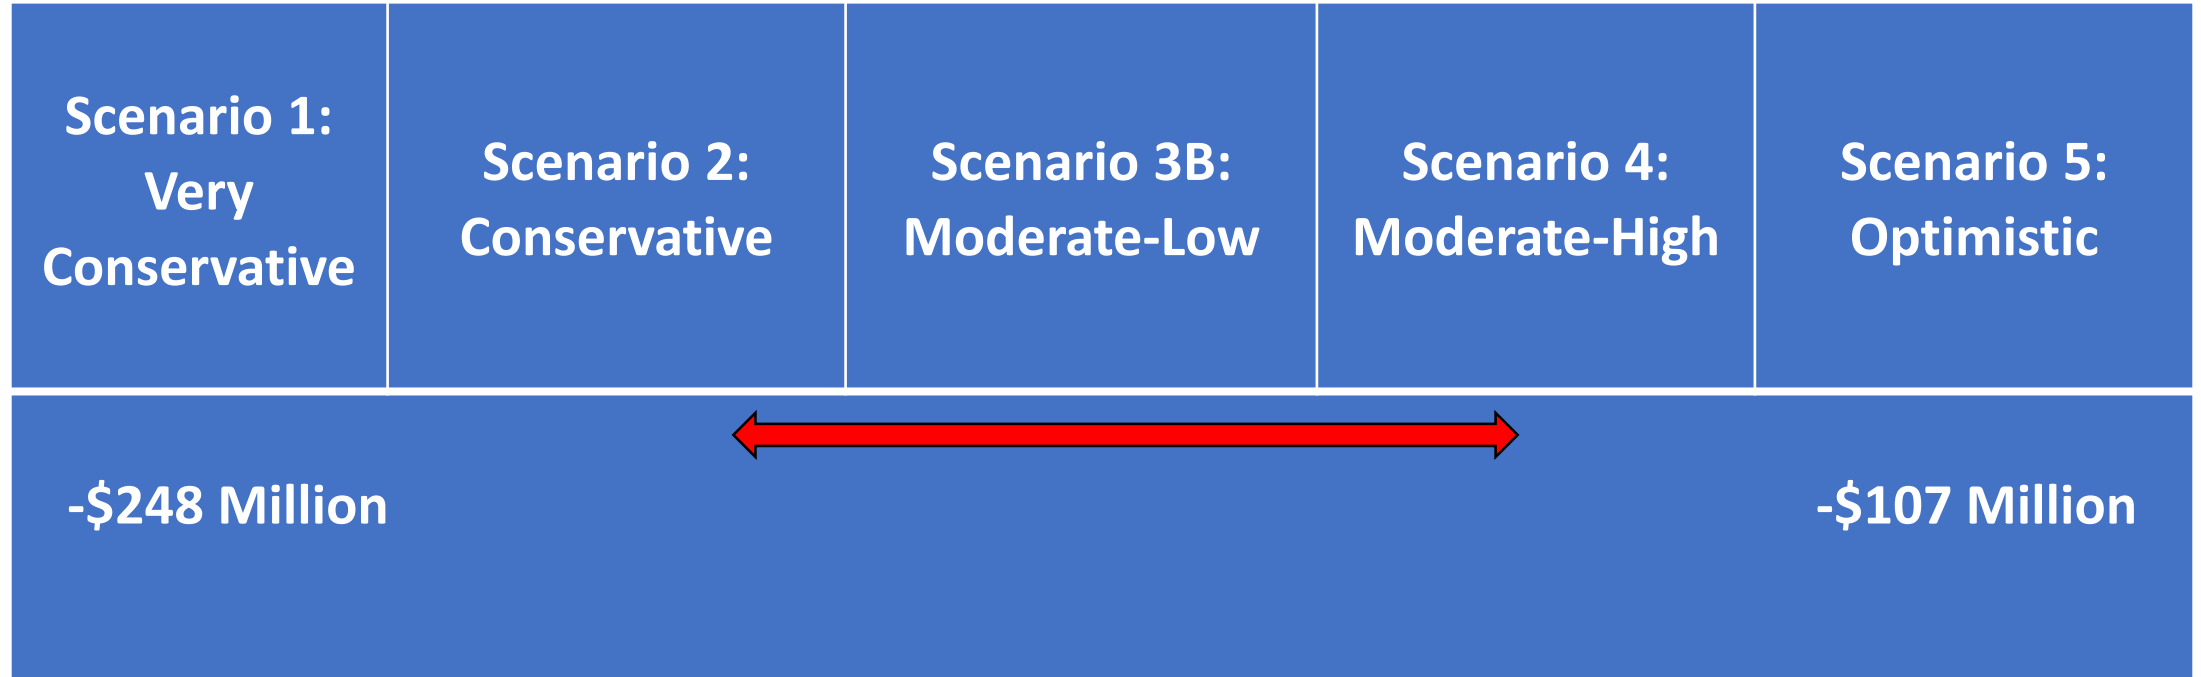 Scenario 1:
Very
Conservative
Scenario 2:
Conservative
Scenario 3B:
Moderate-Low
Scenario 4:
Moderate-High
Scenario 5:
Optimistic
-$248 Million
-$107 Million